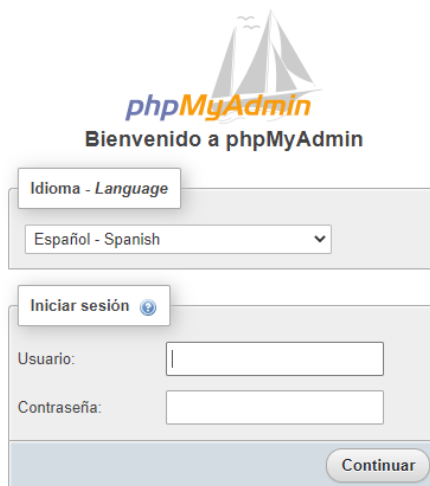 phpMyAdmin
Bienvenido a phpMyAdmin
Idioma - Language
Español - Spanish
Iniciar sesión
Usuario:
Contraseña:
Continuar